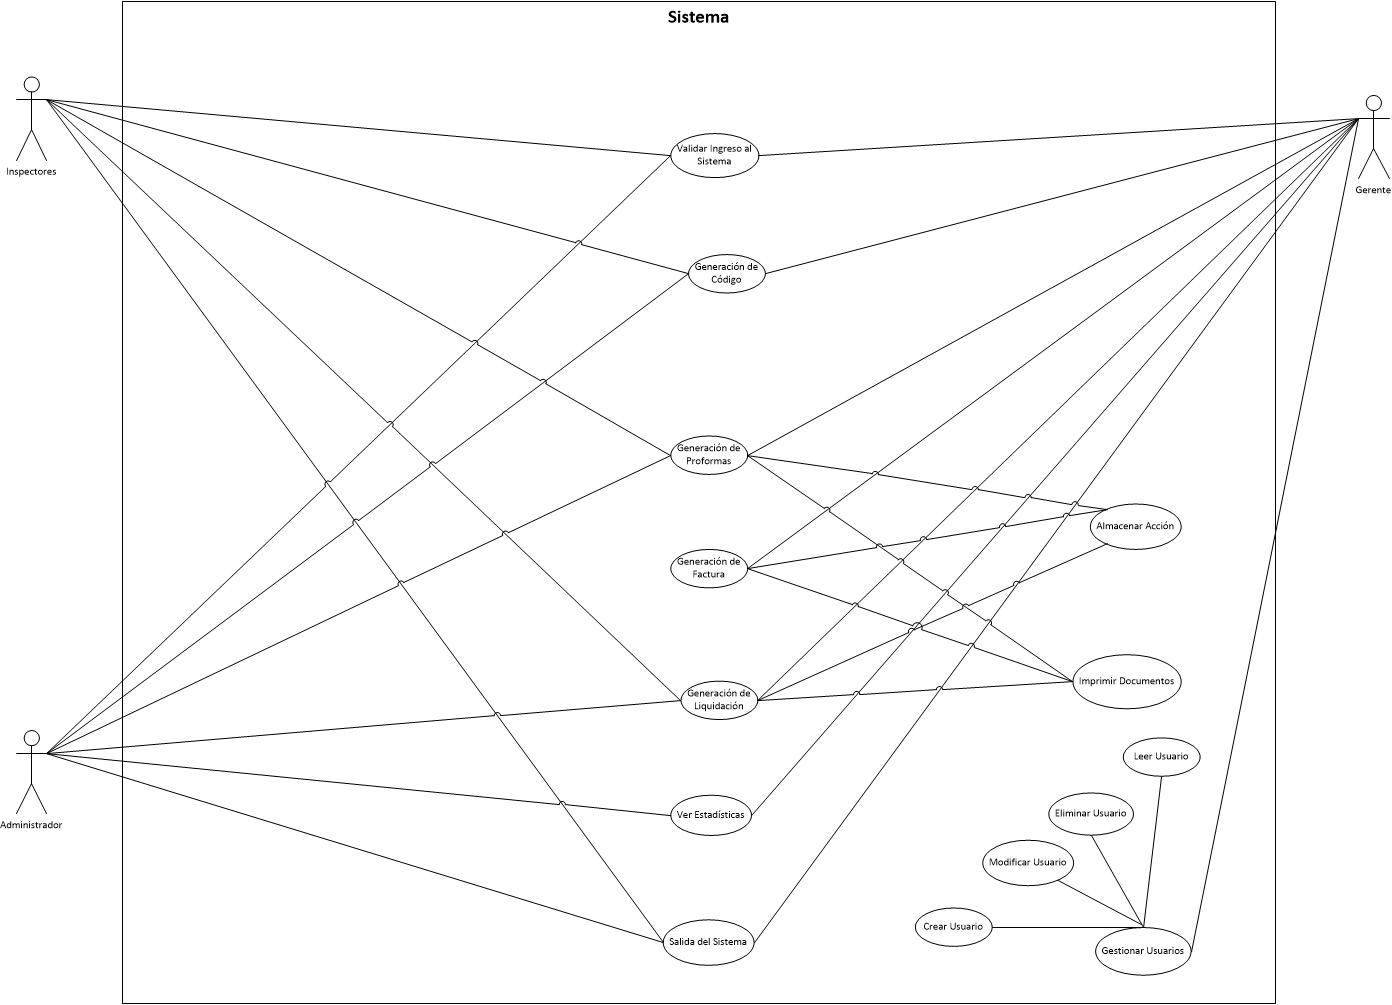 Sistema
Inspectores
Gerente
Validar Ingreso al
Sistema
Generación de
Código
Generación de
Proformas
Almacenar Acción
Generación de
Factura
Imprimir Documentos
Generación de
Liquidación
Leer Usuario
Administrador
Ver Estadísticas
Eliminar Usuario
Modificar Usuario
Crear Usuario
Salida del Sistema
Gestionar Usuarios